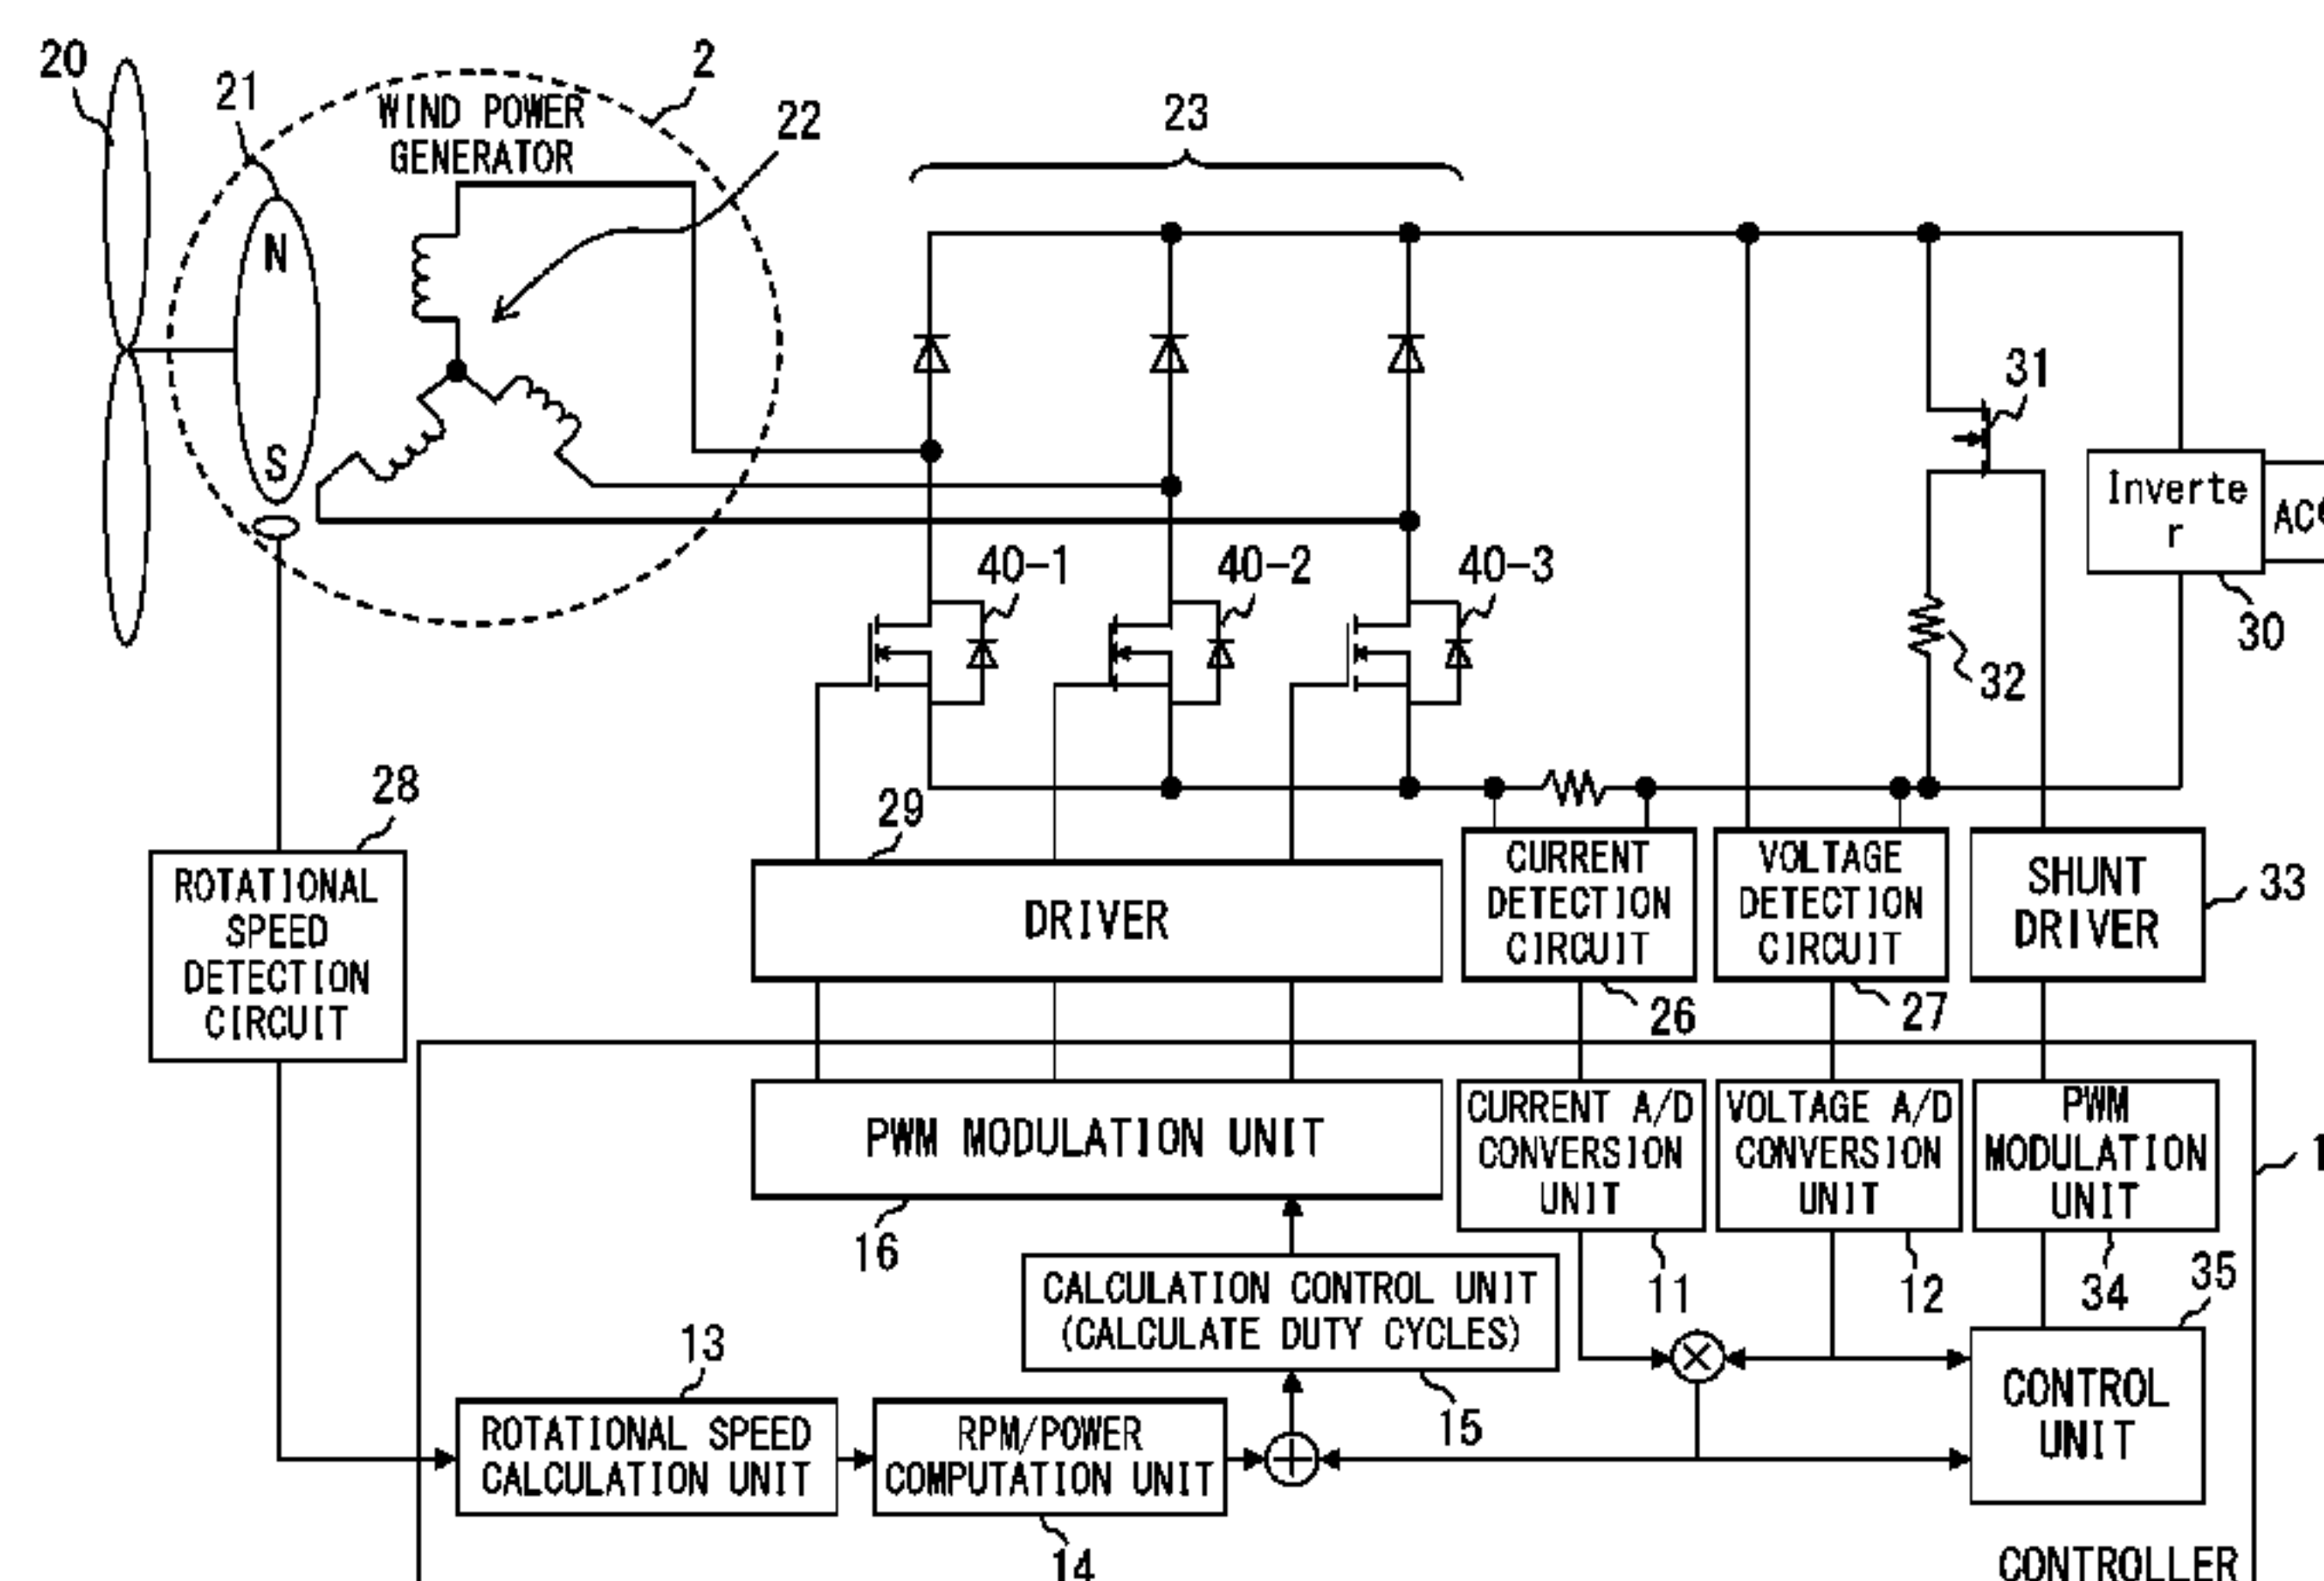 20
21
2
WIND POWER
GENERATOR
22
23
N
S
31
Inverte
r
30
40-1
40-2
40-3
32
28
29
ROTATIONAL
SPEED
DETECTION
CIRCUIT
DRIVER
CURRENT
DETECTION
CIRCUIT
26
VOLTAGE
DETECTION
CIRCUIT
27
SHUNT
DRIVER
33
PWM MODULATION UNIT
16
CURRENT A/D
CONVERSION
UNIT
11
VOLTAGE A/D
CONVERSION
UNIT
12
PWM
MODULATION
UNIT
34
1
35
CALCULATION CONTROL UNIT
(CALCULATE DUTY CYCLES)
15
13
ROTATIONAL SPEED
CALCULATION UNIT
RPM/POWER
COMPUTATION UNIT
14
CONTROL
UNIT
CONTROLLER